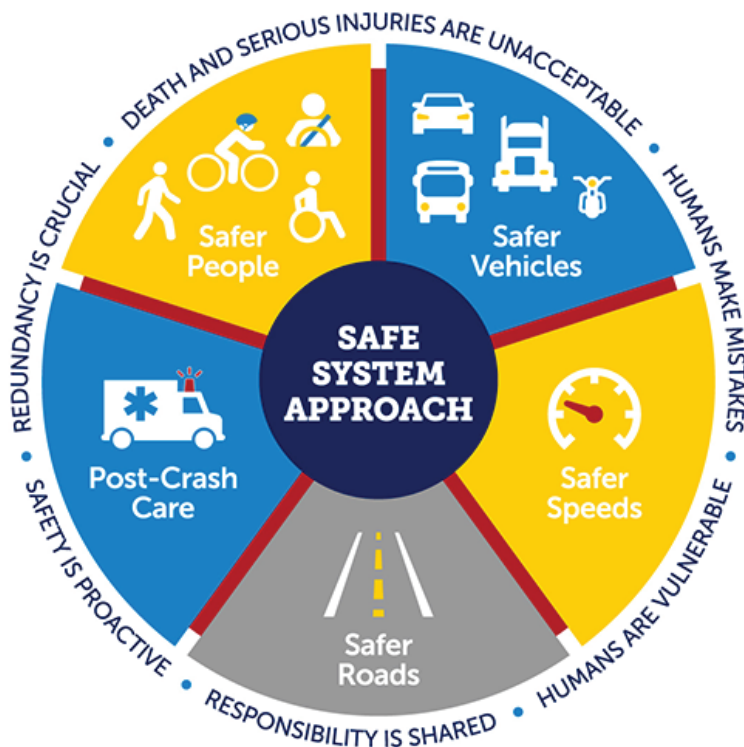 DEATH AND SERIOUS INJURIES ARE UNACCEPTABLE
HUMANS MAKE MISTAKES
HUMANS ARE VULNERABLE
RESPONSIBILITY IS SHARED
SAFETY IS PROACTIVE
REDUNDANCY IS CRUCIAL
Safer
People
Safer
Vehicles
SAFE
SYSTEM
APPROACH
Post-Crash
Care
Safer
Speeds
Safer
Roads